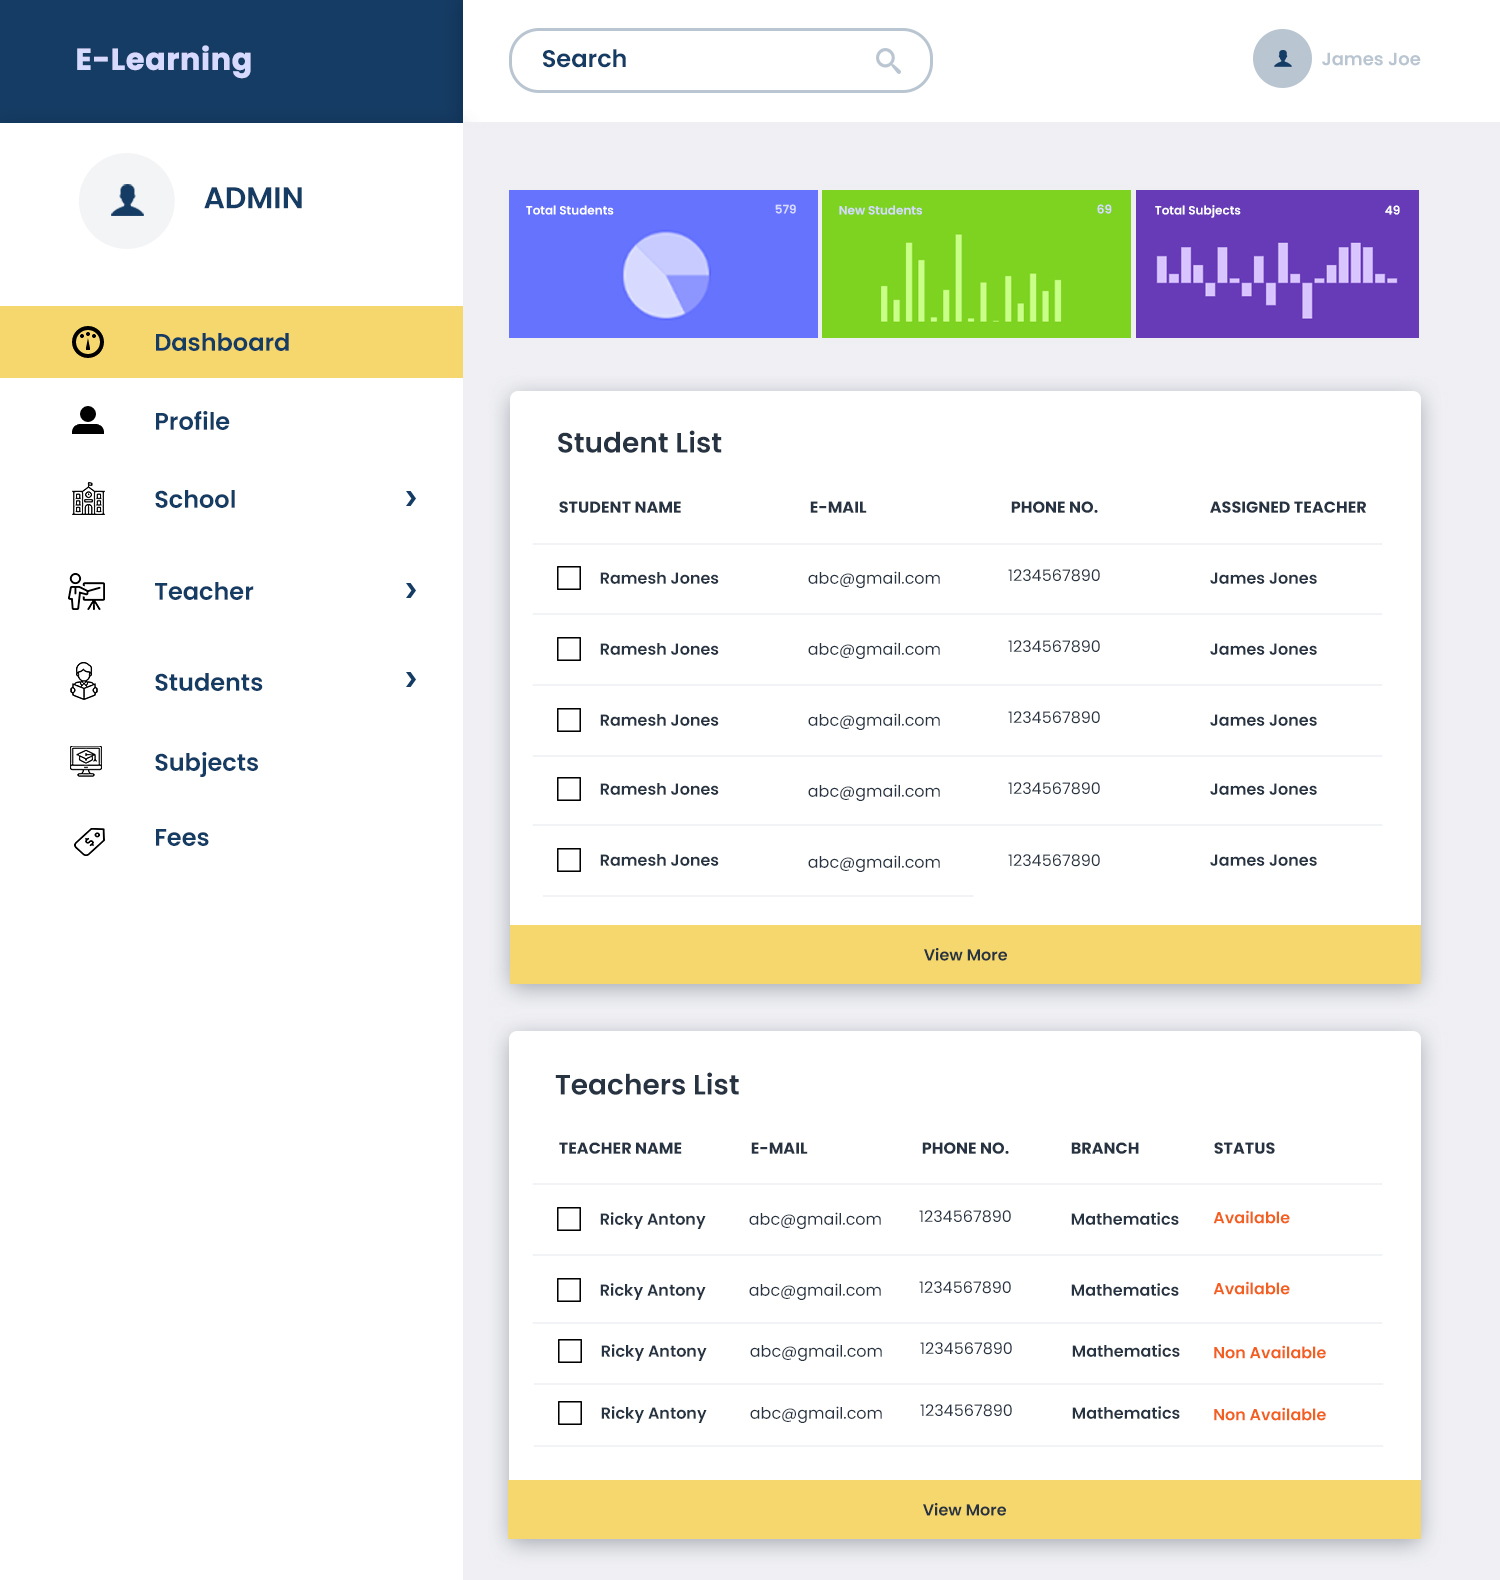 E-Learning
Search
James Joe
ADMIN
Dashboard
Profile
School
Teacher
Students
Subjects
Fees
Total Students 579
New Students 69
Total Subjects 49
Student List
STUDENT NAME E-MAIL PHONE NO. ASSIGNED TEACHER
Ramesh Jones abc@gmail.com 1234567890 James Jones
Ramesh Jones abc@gmail.com 1234567890 James Jones
Ramesh Jones abc@gmail.com 1234567890 James Jones
Ramesh Jones abc@gmail.com 1234567890 James Jones
Ramesh Jones abc@gmail.com 1234567890 James Jones
View More
Teachers List
TEACHER NAME E-MAIL PHONE NO. BRANCH STATUS
Ricky Antony abc@gmail.com 1234567890 Mathematics Available
Ricky Antony abc@gmail.com 1234567890 Mathematics Available
Ricky Antony abc@gmail.com 1234567890 Mathematics Non Available
Ricky Antony abc@gmail.com 1234567890 Mathematics Non Available
View More